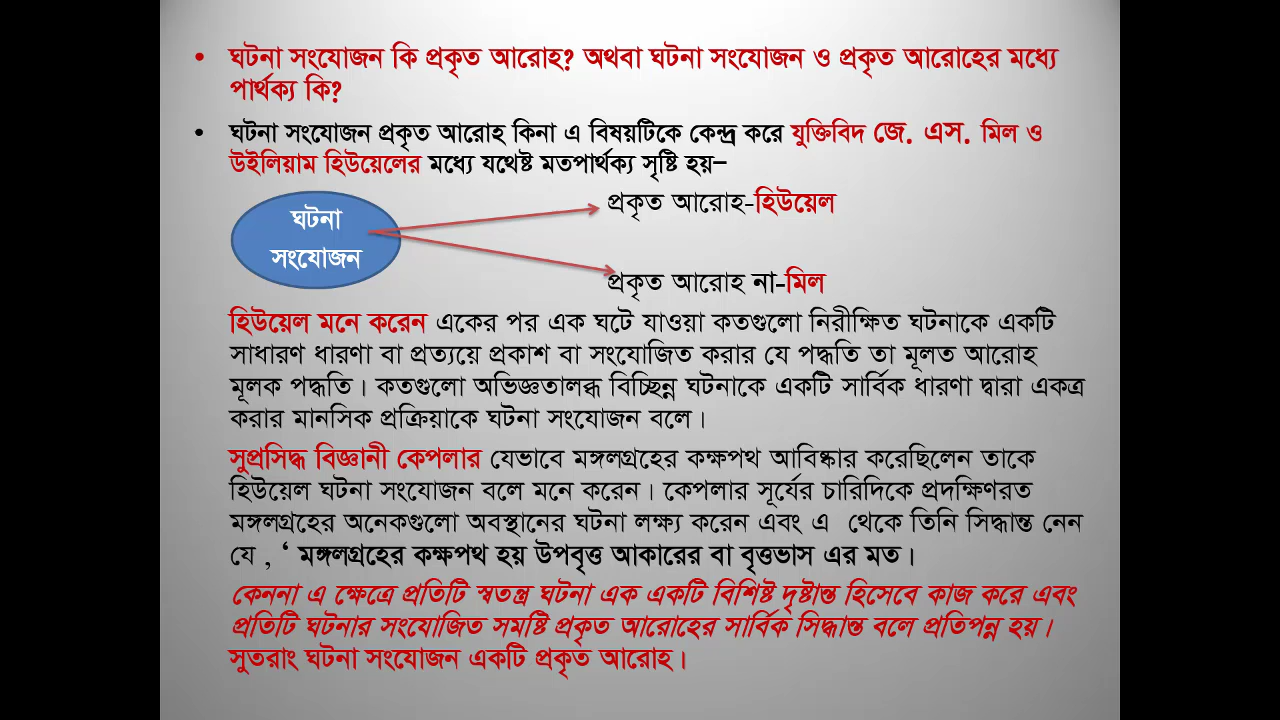 • ঘটনা সংযোজন কি প্রকৃত আরোহ? অথবা ঘটনা সংযোজন ও প্রকৃত আরোহের মধ্যে
পার্থক্য কি?
• ঘটনা সংযোজন প্রকৃত আরোহ কিনা এ বিষয়টিকে কেন্দ্র করে যুক্তিবিদ জে. এস. মিল ও
উইলিয়াম হিউয়েলের মধ্যে যথেষ্ট মতপার্থক্য সৃষ্টি হয়–
ঘটনা
সংযোজন
প্রকৃত আরোহ-হিউয়েল
প্রকৃত আরোহ না-মিল
হিউয়েল মনে করেন একের পর এক ঘটে যাওয়া কতগুলো নিরীক্ষিত ঘটনাকে একটি
সাধারণ ধারণা বা প্রত্যয়ে প্রকাশ বা সংযোজিত করার যে পদ্ধতি তা মূলত আরোহ
মূলক পদ্ধতি। কতগুলো অভিজ্ঞতালব্ধ বিচ্ছিন্ন ঘটনাকে একটি সার্বিক ধারণা দ্বারা একত্র
করার মানসিক প্রক্রিয়াকে ঘটনা সংযোজন বলে।
সুপ্রসিদ্ধ বিজ্ঞানী কেপলার যেভাবে মঙ্গলগ্রহের কক্ষপথ আবিষ্কার করেছিলেন তাকে
হিউয়েল ঘটনা সংযোজন বলে মনে করেন। কেপলার সূর্যের চারিদিকে প্রদক্ষিণরত
মঙ্গলগ্রহের অনেকগুলো অবস্থানের ঘটনা লক্ষ্য করেন এবং এ থেকে তিনি সিদ্ধান্ত নেন
যে , ‘ মঙ্গলগ্রহের কক্ষপথ হয় উপবৃত্ত আকারের বা বৃত্তভাস এর মত।
কেননা এ ক্ষেত্রে প্রতিটি স্বতন্ত্র ঘটনা এক একটি বিশিষ্ট দৃষ্টান্ত হিসেবে কাজ করে এবং
প্রতিটি ঘটনার সংযোজিত সমষ্টি প্রকৃত আরোহের সার্বিক সিদ্ধান্ত বলে প্রতিপন্ন হয়।
সুতরাং ঘটনা সংযোজন একটি প্রকৃত আরোহ।